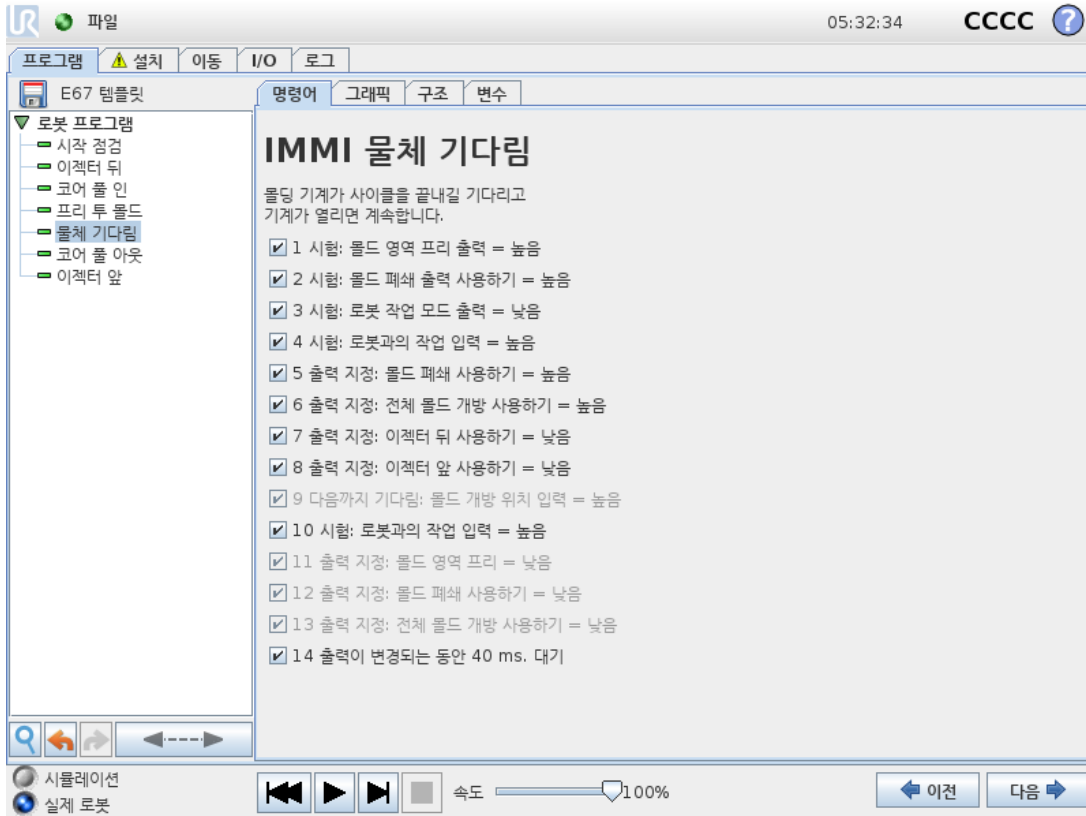 UR 파일 05:32:34 CCCC ?
프로그램 설치 이동 I/O 로그
E67 템플릿
명령어 그래픽 구조 변수
로봇 프로그램
시작 점검
이젝터 뒤
코어 풀 인
프리 투 몰드
물체 기다림
코어 풀 아웃
이젝터 앞
IMMI 물체 기다림
몰딩 기계가 사이클을 끝내길 기다리고
기계가 열리면 계속합니다.
1 시험: 몰드 영역 프리 출력 = 높음
2 시험: 몰드 폐쇄 출력 사용하기 = 높음
3 시험: 로봇 작업 모드 출력 = 낮음
4 시험: 로봇과의 작업 입력 = 높음
5 출력 지정: 몰드 폐쇄 사용하기 = 높음
6 출력 지정: 전체 몰드 개방 사용하기 = 높음
7 출력 지정: 이젝터 뒤 사용하기 = 낮음
8 출력 지정: 이젝터 앞 사용하기 = 낮음
9 다음까지 기다림: 몰드 개방 위치 입력 = 높음
10 시험: 로봇과의 작업 입력 = 높음
11 출력 지정: 몰드 영역 프리 = 낮음
12 출력 지정: 몰드 폐쇄 사용하기 = 낮음
13 출력 지정: 전체 몰드 개방 사용하기 = 낮음
14 출력이 변경되는 동안 40 ms. 대기
시뮬레이션
실제 로봇
속도 100%
이전 다음